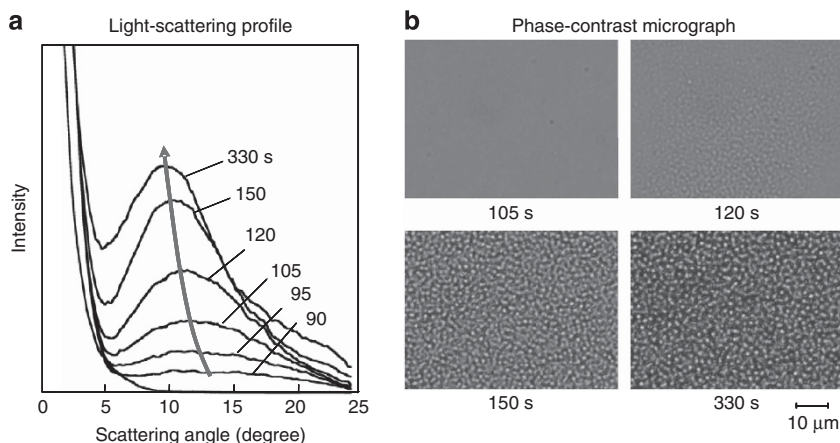 a
Light-scattering profile
330 s
150
120
105
95
90
Intensity
0 5 10 15 20 25
Scattering angle (degree)
b
Phase-contrast micrograph
105 s
120 s
150 s
330 s
10 μm